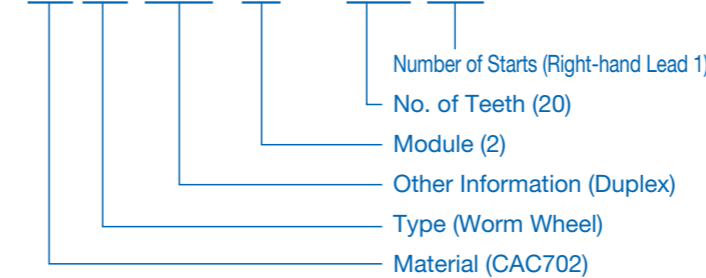 Number of Starts (Right-hand Lead 1)
No. of Teeth (20)
Module (2)
Other Information (Duplex)
Type (Worm Wheel)
Material (CAC702)